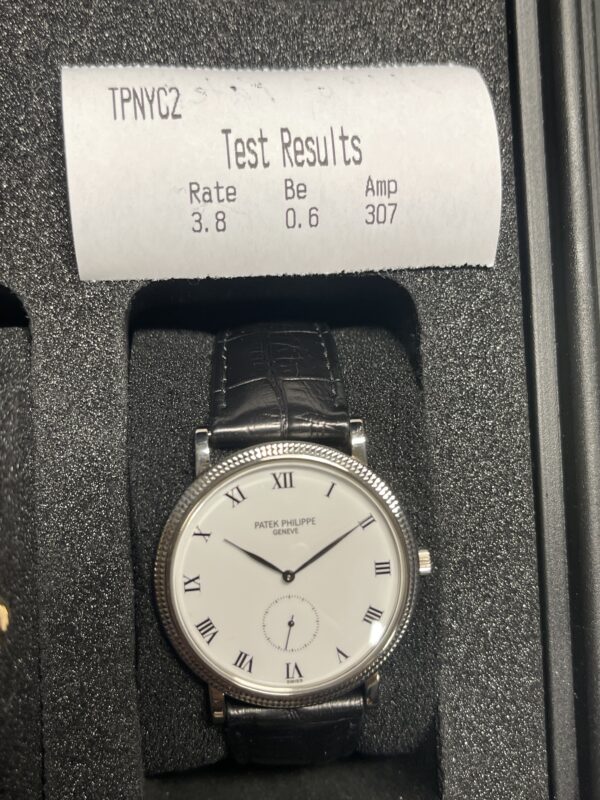 TPNYC2
Test Results
Rate Be Amp
3.8 0.6 307
XII
XI I
X II
IX III
VIII IIII
VII V
VI
PATEK PHILIPPE
GENEVE
SWISS